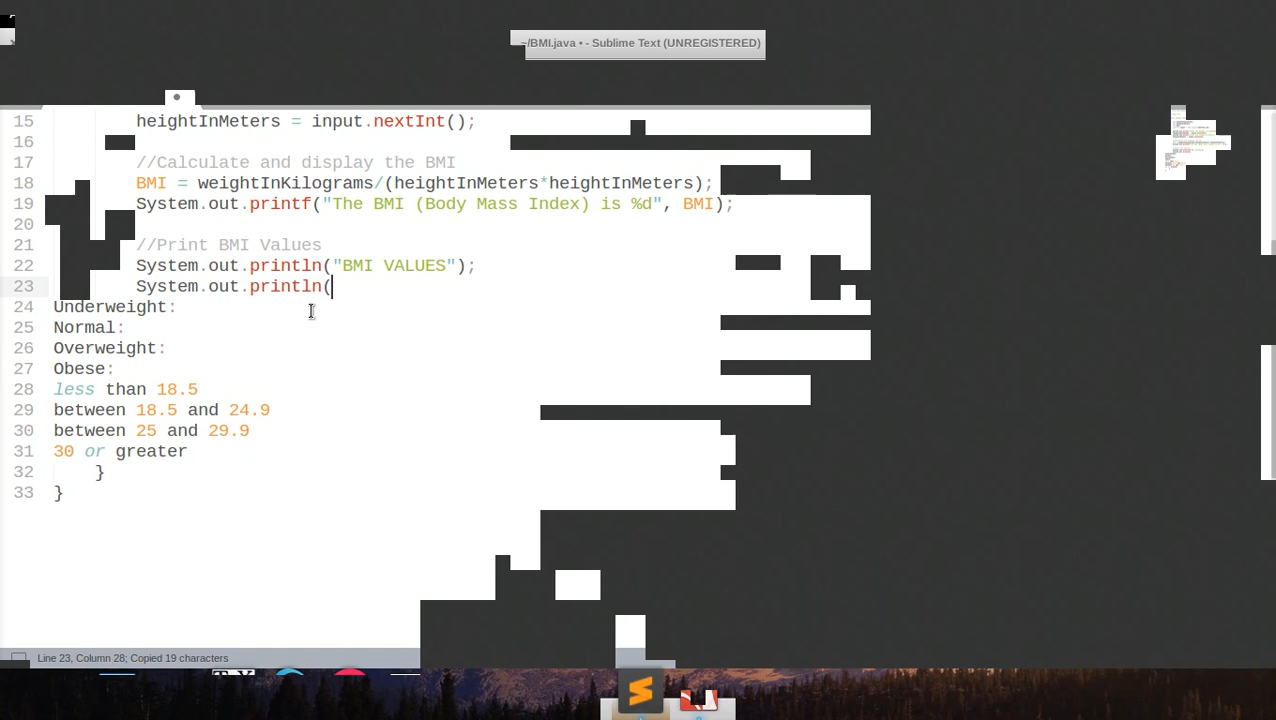 ~/BMI.java • - Sublime Text (UNREGISTERED)
15 heightInMeters = input.nextInt();
16
17 //Calculate and display the BMI
18 BMI = weightInKilograms/(heightInMeters*heightInMeters);
19 System.out.printf("The BMI (Body Mass Index) is %d", BMI);
20
21 //Print BMI Values
22 System.out.println("BMI VALUES");
23 System.out.println(
24 Underweight:
25 Normal:
26 Overweight:
27 Obese:
28 less than 18.5
29 between 18.5 and 24.9
30 between 25 and 29.9
31 30 or greater
32 }
33 }
Line 23, Column 28; Copied 19 characters